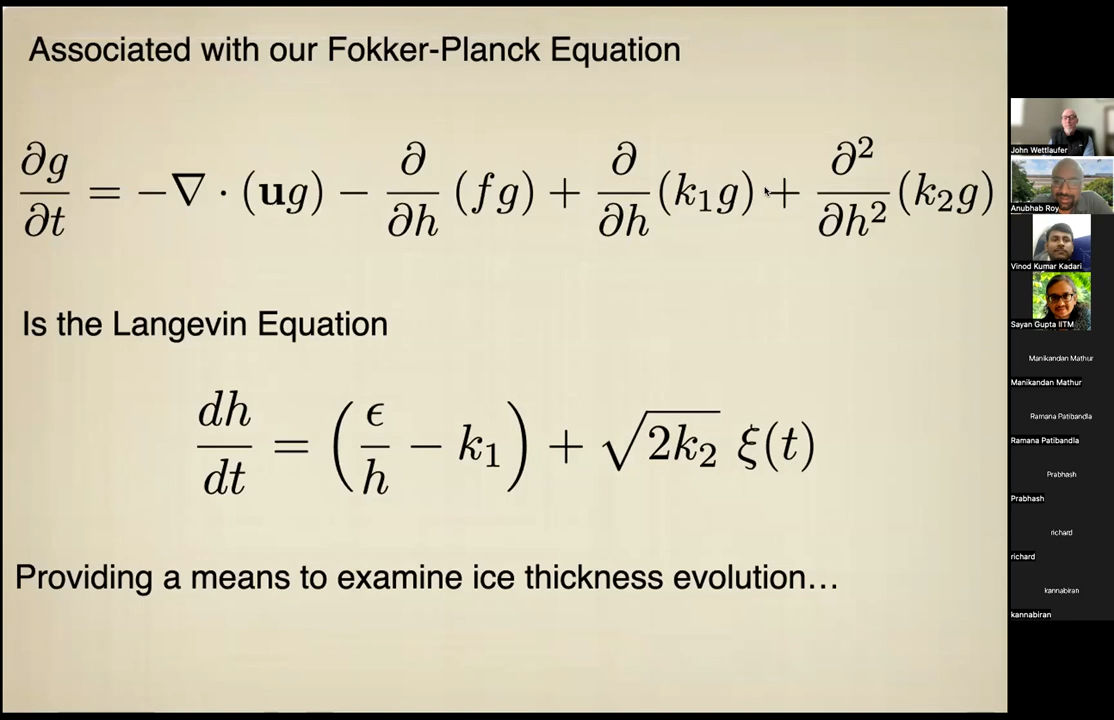 Associated with our Fokker-Planck Equation
∂g/∂t = −∇ · (𝐮g) − ∂/∂h (fg) + ∂/∂h (k₁g) + ∂²/∂h² (k₂g)
Is the Langevin Equation
dh/dt = (ϵ/h − k₁) + √(2k₂) ξ(t)
Providing a means to examine ice thickness evolution…
John Wettlaufer
Anubhab Roy
Vinod Kumar Kadari
Sayan Gupta IITM
Manikandan Mathur
Manikandan Mathur
Ramana Patibandla
Ramana Patibandla
Prabhash
Prabhash
richard
richard
kannabiran
kannabiran